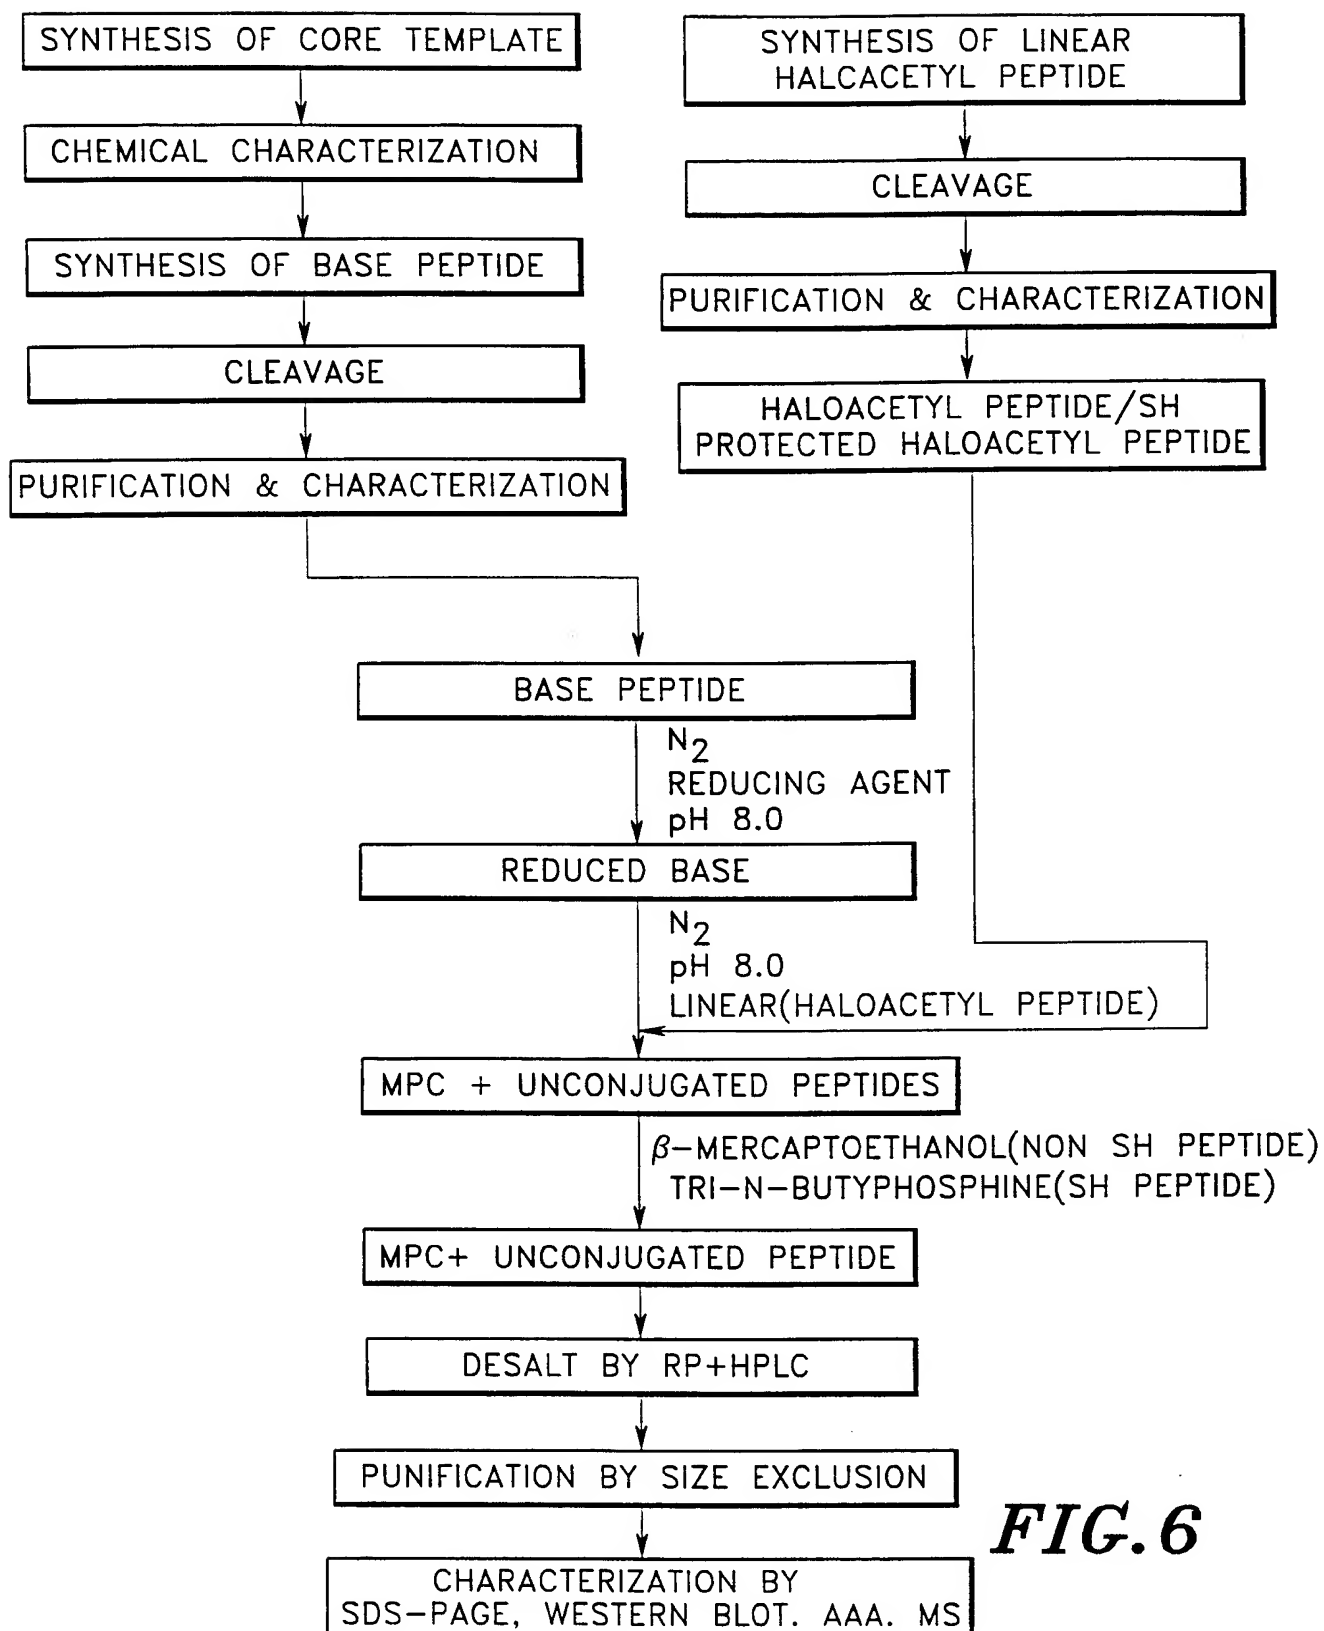 SYNTHESIS OF CORE TEMPLATE
CHEMICAL CHARACTERIZATION
SYNTHESIS OF BASE PEPTIDE
CLEAVAGE
PURIFICATION & CHARACTERIZATION
SYNTHESIS OF LINEAR
HALCACETYL PEPTIDE
CLEAVAGE
PURIFICATION & CHARACTERIZATION
HALOACETYL PEPTIDE/SH
PROTECTED HALOACETYL PEPTIDE
BASE PEPTIDE
N2
REDUCING AGENT
pH 8.0
REDUCED BASE
N2
pH 8.0
LINEAR(HALOACETYL PEPTIDE)
MPC + UNCONJUGATED PEPTIDES
β-MERCAPTOETHANOL(NON SH PEPTIDE)
TRI-N-BUTYPHOSPHINE(SH PEPTIDE)
MPC+ UNCONJUGATED PEPTIDE
DESALT BY RP+HPLC
PUNIFICATION BY SIZE EXCLUSION
CHARACTERIZATION BY
SDS-PAGE, WESTERN BLOT. AAA. MS
FIG.6